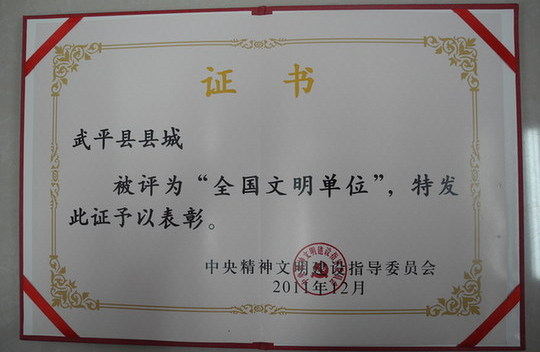 证书
武平县县城
被评为“全国文明单位”，特发
此证予以表彰。
中央精神文明建设指导委员会
2011年12月